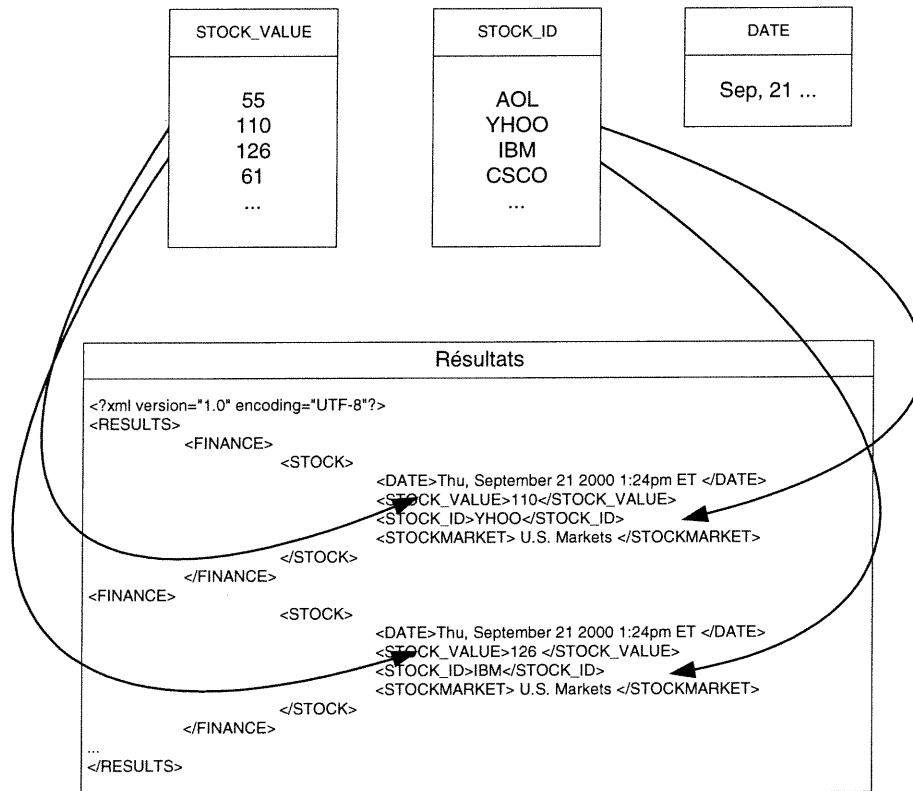 STOCK_VALUE
55
110
126
61
...
STOCK_ID
AOL
YHOO
IBM
CSCO
...
DATE
Sep, 21 ...
Résultats
<?xml version="1.0" encoding="UTF-8"?>
<RESULTS>
<FINANCE>
<STOCK>
<DATE>Thu, September 21 2000 1:24pm ET </DATE>
<STOCK_VALUE>110</STOCK_VALUE>
<STOCK_ID>YHOO</STOCK_ID>
<STOCKMARKET> U.S. Markets </STOCKMARKET>
</STOCK>
</FINANCE>
<FINANCE>
<STOCK>
<DATE>Thu, September 21 2000 1:24pm ET </DATE>
<STOCK_VALUE>126 </STOCK_VALUE>
<STOCK_ID>IBM</STOCK_ID>
<STOCKMARKET> U.S. Markets </STOCKMARKET>
</STOCK>
</FINANCE>
...
</RESULTS>